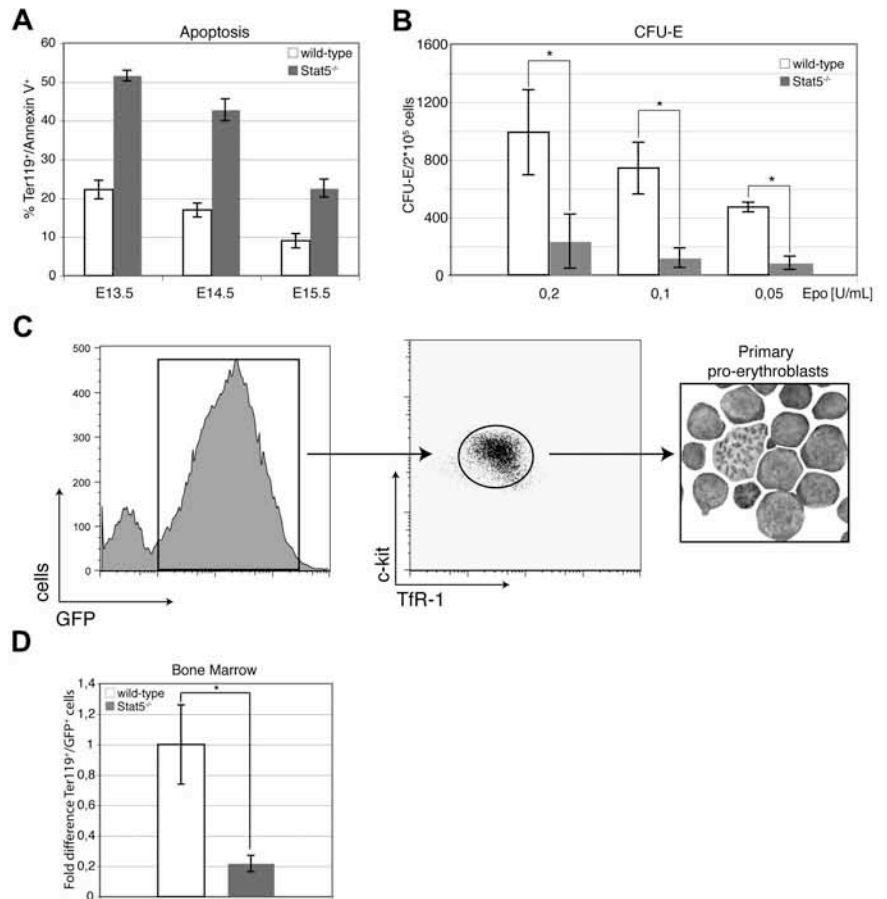 A
Apoptosis
wild-type
Stat5-/-
% Ter119+/Annexin V+
60
50
40
30
20
10
0
E13.5
E14.5
E15.5
B
CFU-E
wild-type
Stat5-/-
CFU-E/2*10⁵ cells
1600
1200
800
400
0
*
*
*
0,2
0,1
0,05
Epo [U/mL]
C
500
400
300
200
100
0
cells
GFP
c-kit
TfR-1
Primary
pro-erythroblasts
D
Bone Marrow
wild-type
Stat5-/-
*
Fold difference Ter119+/GFP+ cells
1,4
1,2
1
0,8
0,6
0,4
0,2
0